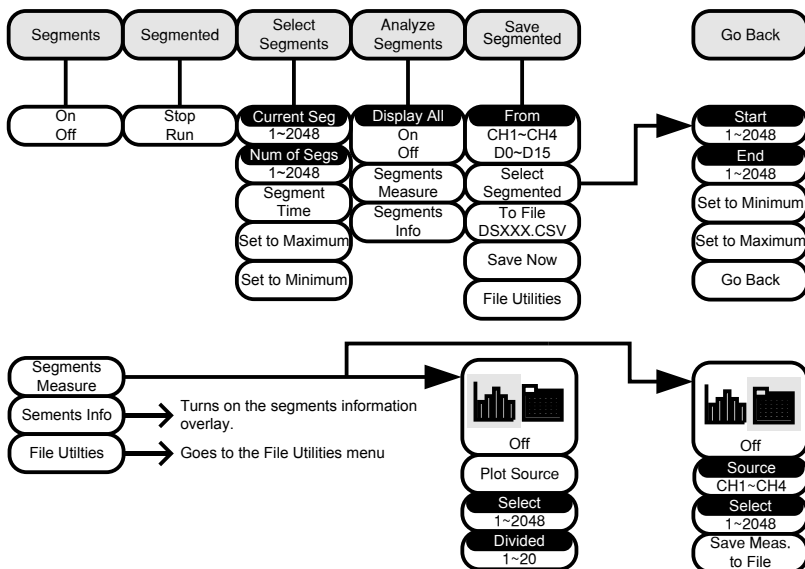 Segments
Segmented
Select
Segments
Analyze
Segments
Save
Segmented
Go Back
On
Off
Stop
Run
Current Seg
1~2048
Num of Segs
1~2048
Segment
Time
Set to Maximum
Set to Minimum
Display All
On
Off
Segments
Measure
Segments
Info
From
CH1~CH4
D0~D15
Select
Segmented
To File
DSXXX.CSV
Save Now
File Utilities
Start
1~2048
End
1~2048
Set to Minimum
Set to Maximum
Go Back
Segments
Measure
Sements Info
Turns on the segments information
overlay.
File Utilties
Goes to the File Utilities menu
Off
Plot Source
Select
1~2048
Divided
1~20
Off
Source
CH1~CH4
Select
1~2048
Save Meas.
to File